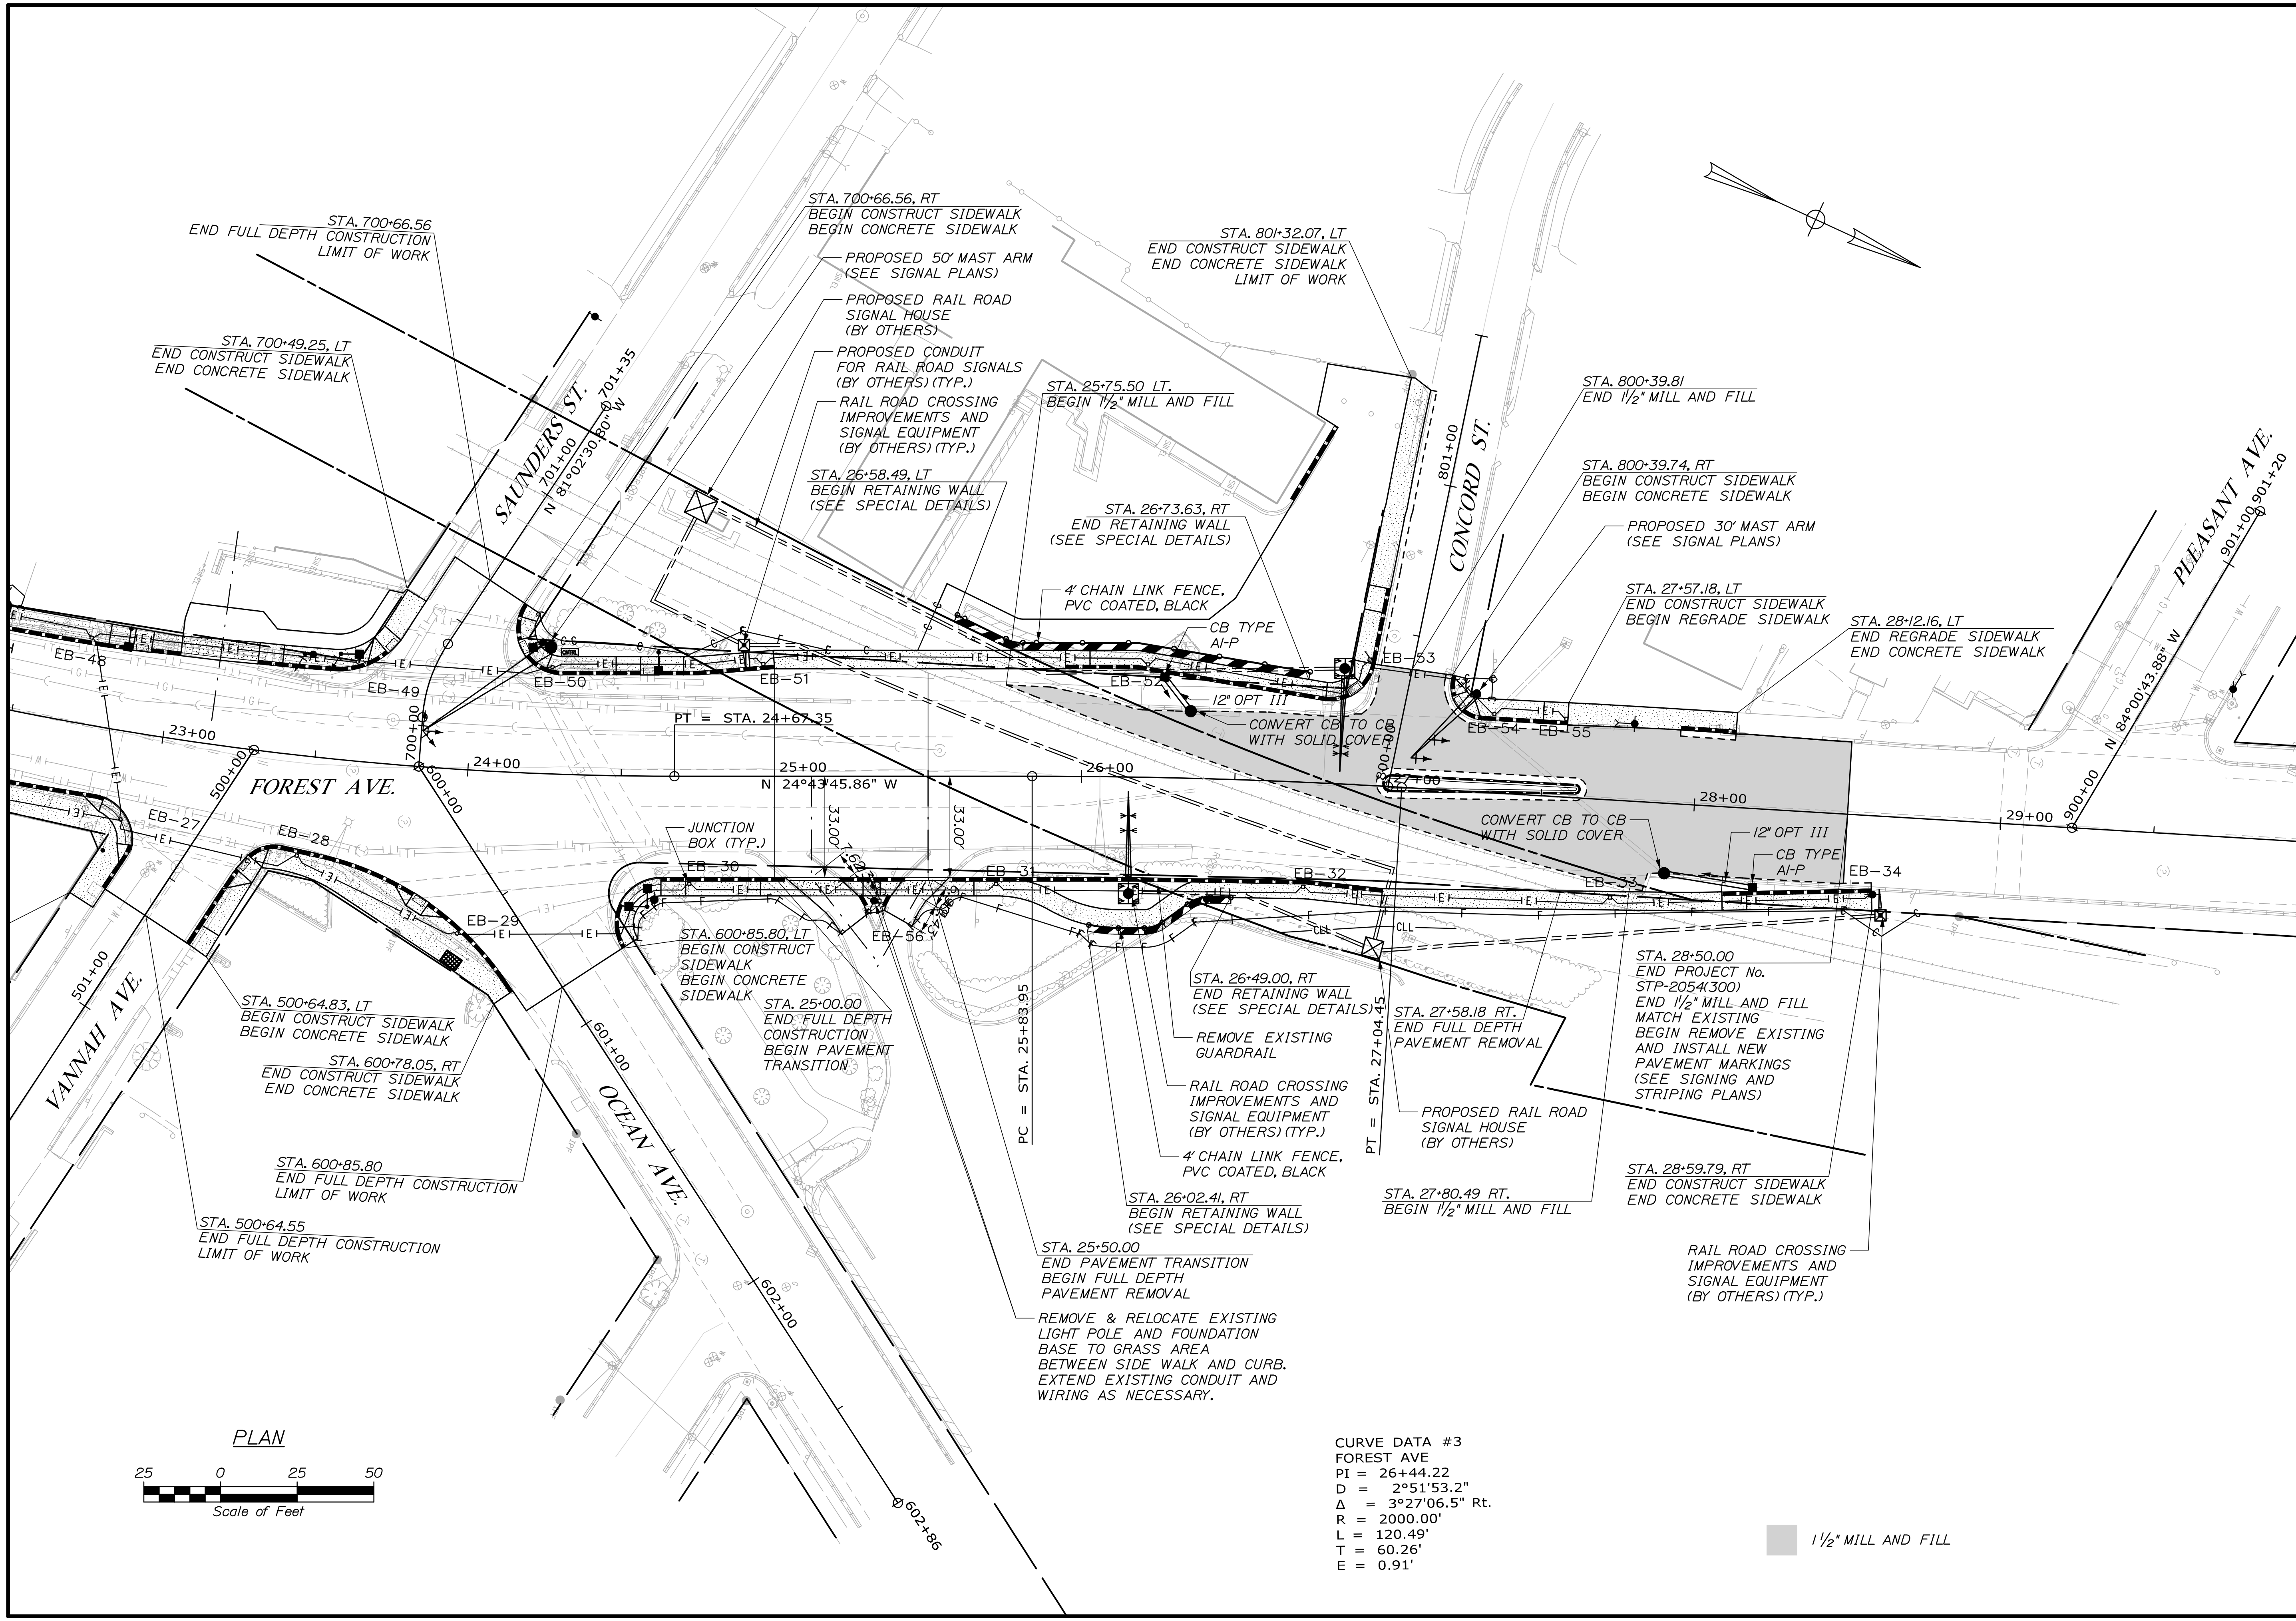 STA. 700+66.56
END FULL DEPTH CONSTRUCTION
LIMIT OF WORK
STA. 700+49.25, LT
END CONSTRUCT SIDEWALK
END CONCRETE SIDEWALK
STA. 700+66.56, RT
BEGIN CONSTRUCT SIDEWALK
BEGIN CONCRETE SIDEWALK
PROPOSED 50' MAST ARM
(SEE SIGNAL PLANS)
PROPOSED RAIL ROAD
SIGNAL HOUSE
(BY OTHERS)
PROPOSED CONDUIT
FOR RAIL ROAD SIGNALS
(BY OTHERS) (TYP.)
RAIL ROAD CROSSING
IMPROVEMENTS AND
SIGNAL EQUIPMENT
(BY OTHERS) (TYP.)
STA. 26+58.49, LT
BEGIN RETAINING WALL
(SEE SPECIAL DETAILS)
STA. 25+75.50 LT.
BEGIN 1 1/2" MILL AND FILL
STA. 801+32.07, LT
END CONSTRUCT SIDEWALK
END CONCRETE SIDEWALK
LIMIT OF WORK
STA. 26+73.63, RT
END RETAINING WALL
(SEE SPECIAL DETAILS)
4' CHAIN LINK FENCE,
PVC COATED, BLACK
CB TYPE
A1-P
12" OPT III
CONVERT CB TO CB
WITH SOLID COVER
STA. 800+39.81
END 1 1/2" MILL AND FILL
STA. 800+39.74, RT
BEGIN CONSTRUCT SIDEWALK
BEGIN CONCRETE SIDEWALK
PROPOSED 30' MAST ARM
(SEE SIGNAL PLANS)
STA. 27+57.18, LT
END CONSTRUCT SIDEWALK
BEGIN REGRADE SIDEWALK
STA. 28+12.16, LT
END REGRADE SIDEWALK
END CONCRETE SIDEWALK
SAUNDERS ST.
701+35
701+00
N 81°02'30.80" W
700+00
CONCORD ST.
801+00
800+00
PLEASANT AVE.
901+20
901+00
N 84°00'43.88" W
900+00
EB-48
EB-49
EB-50
EB-51
EB-52
EB-53
EB-54
EB-55
CNTRL
PT = STA. 24+67.35
23+00
24+00
25+00
26+00
27+00
28+00
29+00
N 24°43'45.86" W
FOREST AVE.
500+00
600+00
33.00'
33.00'
JUNCTION
BOX (TYP.)
CONVERT CB TO CB
WITH SOLID COVER
12" OPT III
CB TYPE
A1-P
EB-27
EB-28
EB-29
EB-30
EB-31
EB-32
EB-33
EB-34
EB-56
CLL
CLL
501+00
VANNAH AVE.
STA. 500+64.83, LT
BEGIN CONSTRUCT SIDEWALK
BEGIN CONCRETE SIDEWALK
STA. 600+78.05, RT
END CONSTRUCT SIDEWALK
END CONCRETE SIDEWALK
STA. 600+85.80
END FULL DEPTH CONSTRUCTION
LIMIT OF WORK
STA. 500+64.55
END FULL DEPTH CONSTRUCTION
LIMIT OF WORK
STA. 600+85.80, LT
BEGIN CONSTRUCT
SIDEWALK
BEGIN CONCRETE
SIDEWALK
STA. 25+00.00
END FULL DEPTH
CONSTRUCTION
BEGIN PAVEMENT
TRANSITION
601+00
OCEAN AVE.
602+00
602+86
PC = STA. 25+83.95
PT = STA. 27+04.45
STA. 26+49.00, RT
END RETAINING WALL
(SEE SPECIAL DETAILS)
REMOVE EXISTING
GUARDRAIL
RAIL ROAD CROSSING
IMPROVEMENTS AND
SIGNAL EQUIPMENT
(BY OTHERS) (TYP.)
4' CHAIN LINK FENCE,
PVC COATED, BLACK
STA. 26+02.41, RT
BEGIN RETAINING WALL
(SEE SPECIAL DETAILS)
STA. 25+50.00
END PAVEMENT TRANSITION
BEGIN FULL DEPTH
PAVEMENT REMOVAL
REMOVE & RELOCATE EXISTING
LIGHT POLE AND FOUNDATION
BASE TO GRASS AREA
BETWEEN SIDE WALK AND CURB.
EXTEND EXISTING CONDUIT AND
WIRING AS NECESSARY.
STA. 27+58.18 RT.
END FULL DEPTH
PAVEMENT REMOVAL
PROPOSED RAIL ROAD
SIGNAL HOUSE
(BY OTHERS)
STA. 27+80.49 RT.
BEGIN 1 1/2" MILL AND FILL
STA. 28+50.00
END PROJECT No.
STP-2054(300)
END 1 1/2" MILL AND FILL
MATCH EXISTING
BEGIN REMOVE EXISTING
AND INSTALL NEW
PAVEMENT MARKINGS
(SEE SIGNING AND
STRIPING PLANS)
STA. 28+59.79, RT
END CONSTRUCT SIDEWALK
END CONCRETE SIDEWALK
RAIL ROAD CROSSING
IMPROVEMENTS AND
SIGNAL EQUIPMENT
(BY OTHERS) (TYP.)
PLAN
25 0 25 50
Scale of Feet
CURVE DATA #3
FOREST AVE
PI = 26+44.22
D = 2°51'53.2"
Δ = 3°27'06.5" Rt.
R = 2000.00'
L = 120.49'
T = 60.26'
E = 0.91'
1 1/2" MILL AND FILL